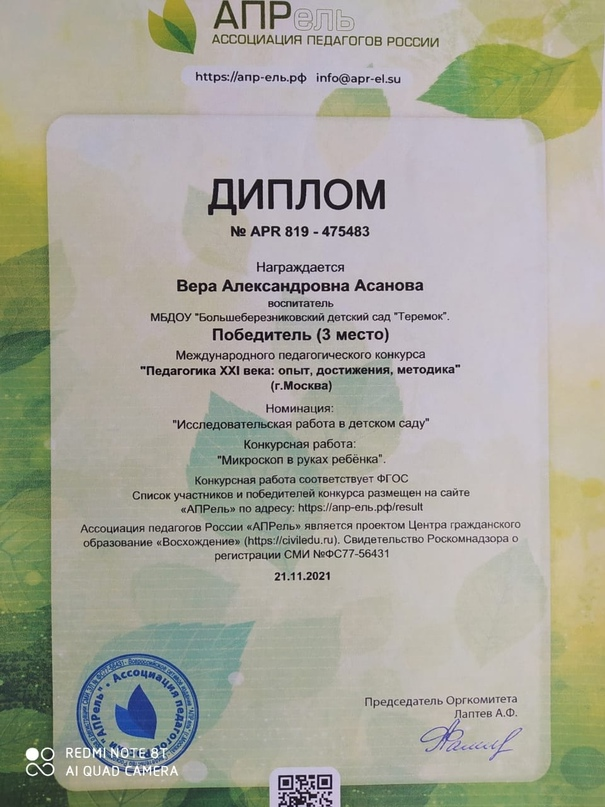 АПРель
АССОЦИАЦИЯ ПЕДАГОГОВ РОССИИ
https://апр-ель.рф info@apr-el.su
ДИПЛОМ
№ APR 819 - 475483
Награждается
Вера Александровна Асанова
воспитатель
МБДОУ "Большеберезниковский детский сад "Теремок".
Победитель (3 место)
Международного педагогического конкурса
"Педагогика XXI века: опыт, достижения, методика"
(г.Москва)
Номинация:
"Исследовательская работа в детском саду"
Конкурсная работа:
"Микроскоп в руках ребёнка".
Конкурсная работа соответствует ФГОС
Список участников и победителей конкурса размещен на сайте
«АПРель» по адресу: https://апр-ель.рф/result
Ассоциация педагогов России «АПРель» является проектом Центра гражданского
образование «Восхождение» (https://civiledu.ru). Свидетельство Роскомнадзора о
регистрации СМИ №ФС77-56431
21.11.2021
"АПРель" • Ассоциация педагогов
Председатель Оргкомитета
Лаптев А.Ф.
REDMI NOTE 8T
AI QUAD CAMERA